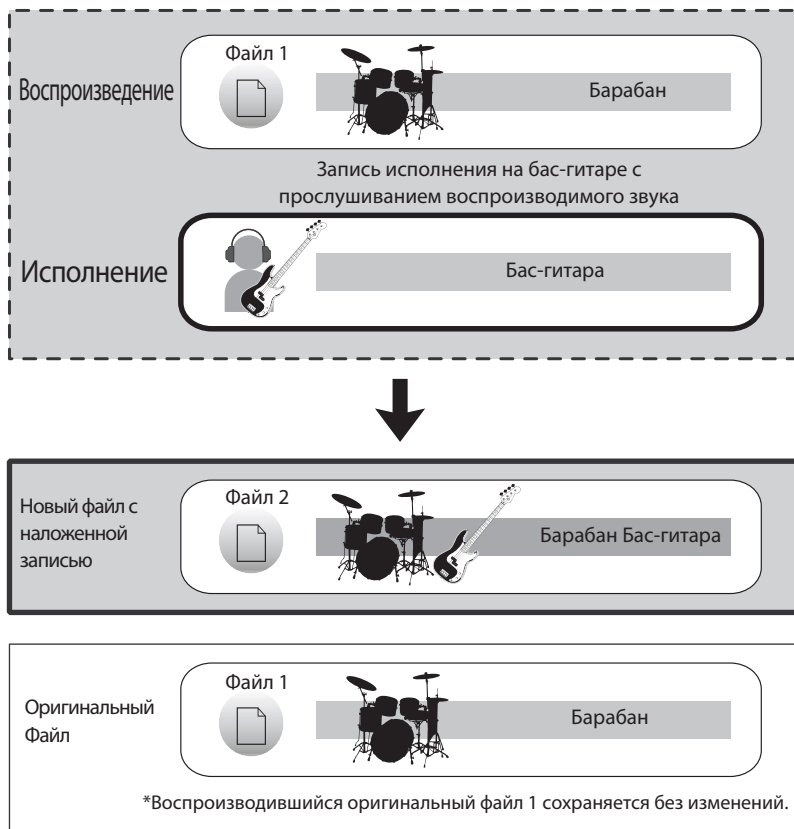 Файл 1
Воспроизведение
Барабан
Запись исполнения на бас-гитаре с
прослушиванием воспроизводимого звука
Исполнение
Бас-гитара
Новый файл с
наложенной
записью
Файл 2
Барабан Бас-гитара
Оригинальный
Файл
Файл 1
Барабан
*Воспроизводившийся оригинальный файл 1 сохраняется без изменений.